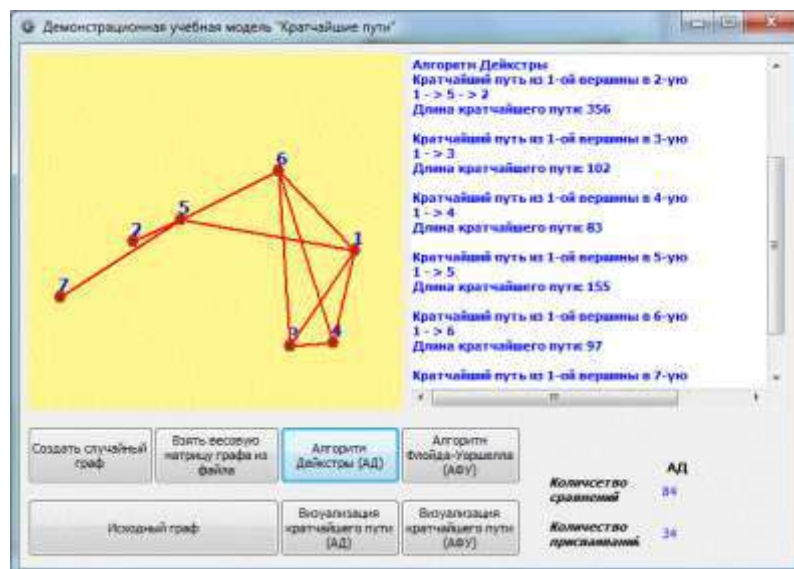 Демонстрационная учебная модель "Кратчайшие пути"
Алгоритм Дейкстры
Кратчайший путь из 1-ой вершины в 2-ую
1 - > 5 - > 2
Длина кратчайшего пути: 356
Кратчайший путь из 1-ой вершины в 3-ую
1 - > 3
Длина кратчайшего пути: 102
Кратчайший путь из 1-ой вершины в 4-ую
1 - > 4
Длина кратчайшего пути: 83
Кратчайший путь из 1-ой вершины в 5-ую
1 - > 5
Длина кратчайшего пути: 155
Кратчайший путь из 1-ой вершины в 6-ую
1 - > 6
Длина кратчайшего пути: 97
Кратчайший путь из 1-ой вершины в 7-ую
6
5
2
1
7
3
4
Создать случайный
граф
Взять весовую
матрицу графа из
файла
Алгоритм
Дейкстры (АД)
Алгоритм
Флойда-Уоршелла
(АФУ)
Исходный граф
Визуализация
кратчайшего пути
(АД)
Визуализация
кратчайшего пути
(АФУ)
АД
Количсетво
сравнений
84
Количество
присваиваний
34